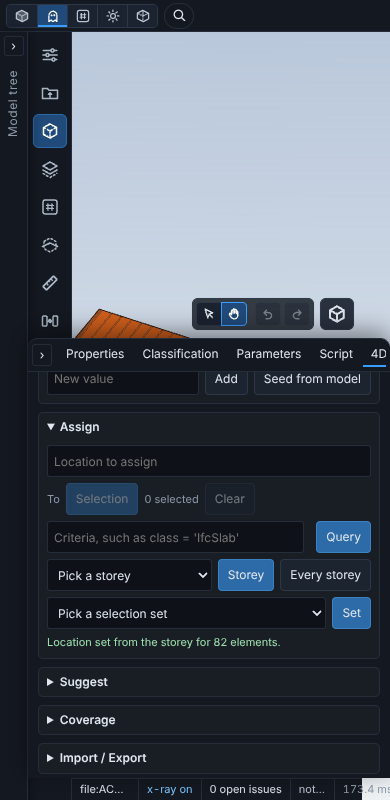 Model tree
Properties Classification Parameters Script 4D
New value Add Seed from model
Assign
Location to assign
To Selection 0 selected Clear
Criteria, such as class = 'IfcSlab' Query
Pick a storey Storey Every storey
Pick a selection set Set
Location set from the storey for 82 elements.
Suggest
Coverage
Import / Export
file:AC... x-ray on 0 open issues not... 173.4 ms